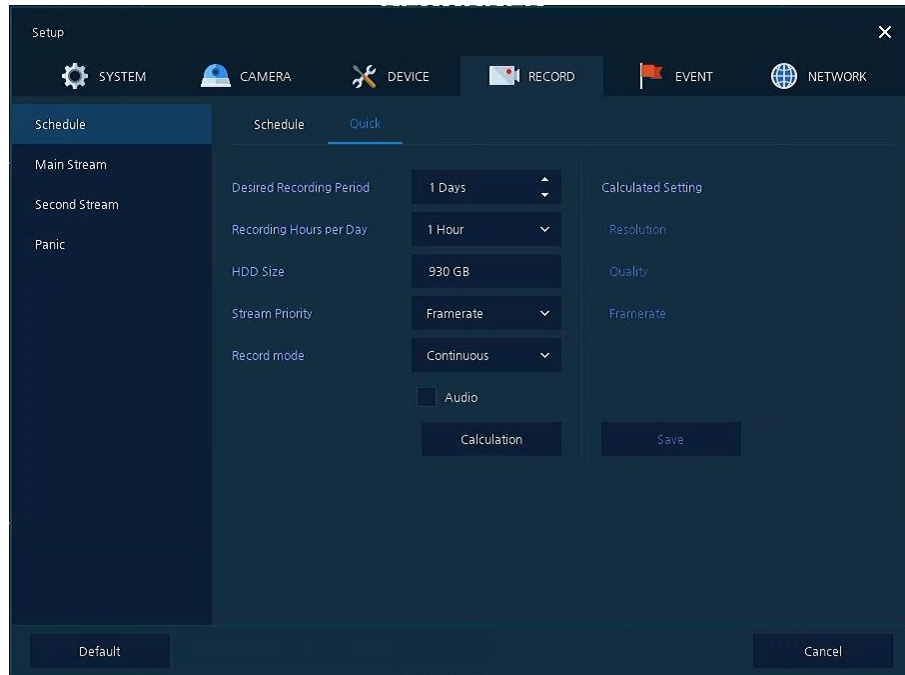 Setup
SYSTEM CAMERA DEVICE RECORD EVENT NETWORK
Schedule
Main Stream
Second Stream
Panic
Schedule Quick
Desired Recording Period 1 Days
Recording Hours per Day 1 Hour
HDD Size 930 GB
Stream Priority Framerate
Record mode Continuous
Audio
Calculation
Calculated Setting
Resolution
Quality
Framerate
Save
Default Cancel